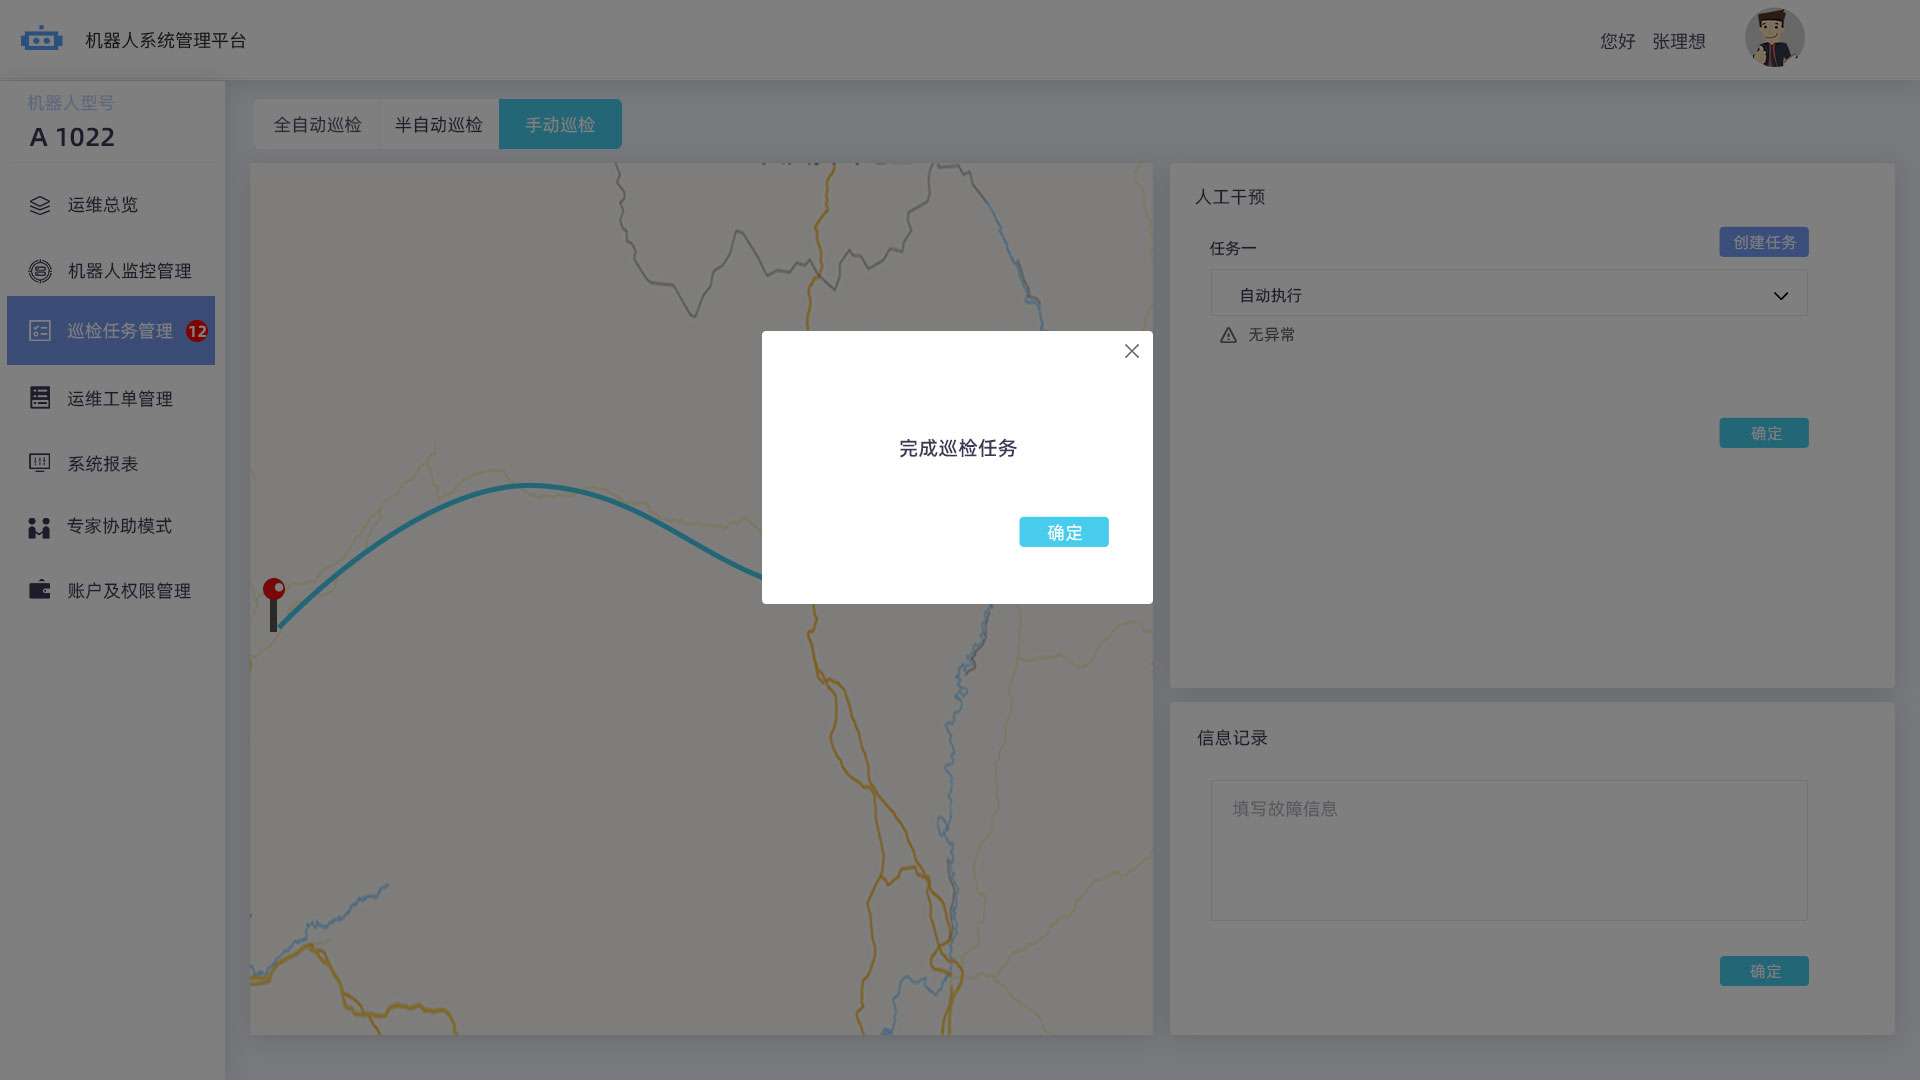 机器人系统管理平台
您好 张理想
机器人型号
A 1022
运维总览
机器人监控管理
巡检任务管理 12
运维工单管理
系统报表
专家协助模式
账户及权限管理
全自动巡检 半自动巡检 手动巡检
人工干预
创建任务
任务一
自动执行
无异常
确定
完成巡检任务
确定
信息记录
填写故障信息
确定